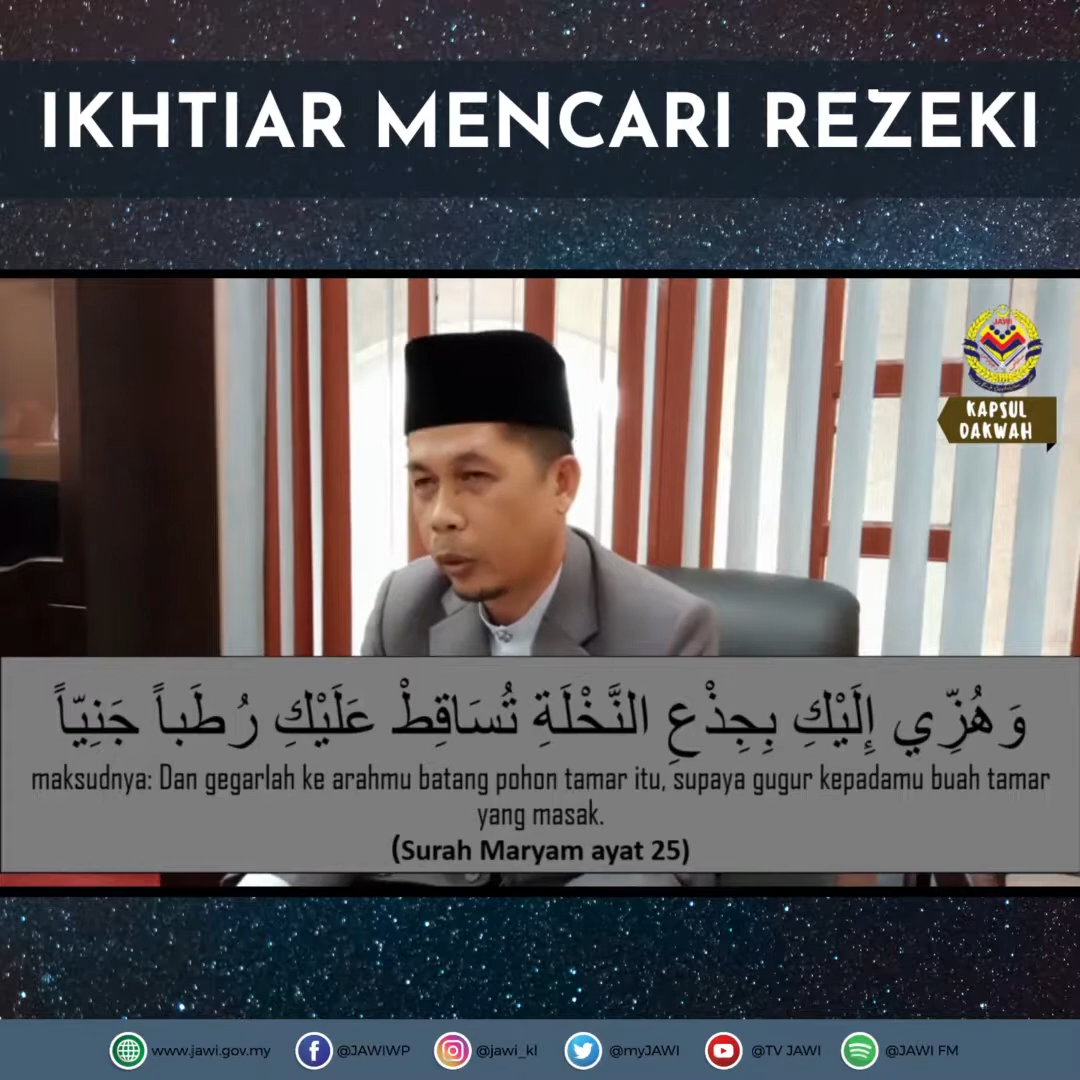 IKHTIAR MENCARI REZEKI
JAWI
KAPSUL
DAKWAH
وَهُزِّي إِلَيْكِ بِجِذْعِ النَّخْلَةِ تُسَاقِطْ عَلَيْكِ رُطَباً جَنِيّاً
maksudnya: Dan gegarlah ke arahmu batang pohon tamar itu, supaya gugur kepadamu buah tamar
yang masak.
(Surah Maryam ayat 25)
www.jawi.gov.my @JAWIWP @jawi_kl @myJAWI @TV JAWI @JAWI FM